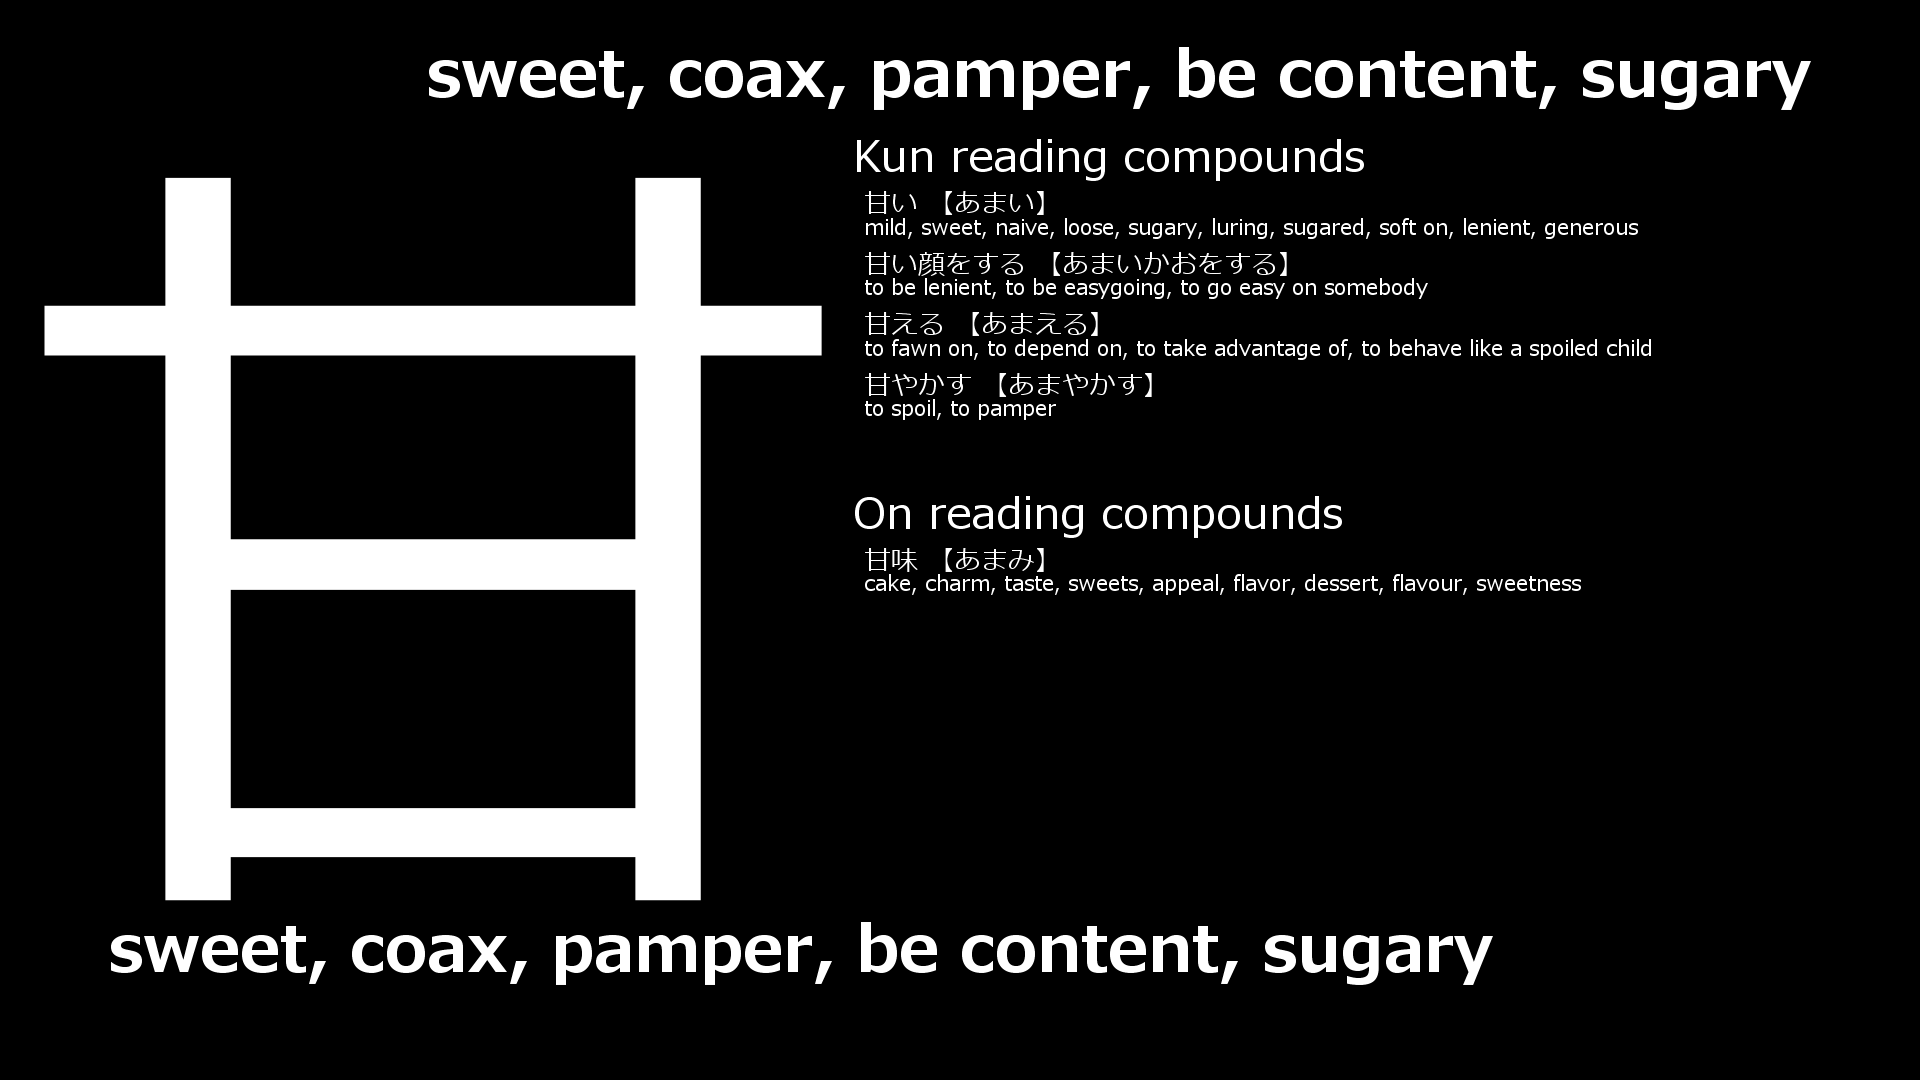 sweet, coax, pamper, be content, sugary
甘
Kun reading compounds
甘い 【あまい】
mild, sweet, naive, loose, sugary, luring, sugared, soft on, lenient, generous
甘い顔をする 【あまいかおをする】
to be lenient, to be easygoing, to go easy on somebody
甘える 【あまえる】
to fawn on, to depend on, to take advantage of, to behave like a spoiled child
甘やかす 【あまやかす】
to spoil, to pamper
On reading compounds
甘味 【あまみ】
cake, charm, taste, sweets, appeal, flavor, dessert, flavour, sweetness
sweet, coax, pamper, be content, sugary